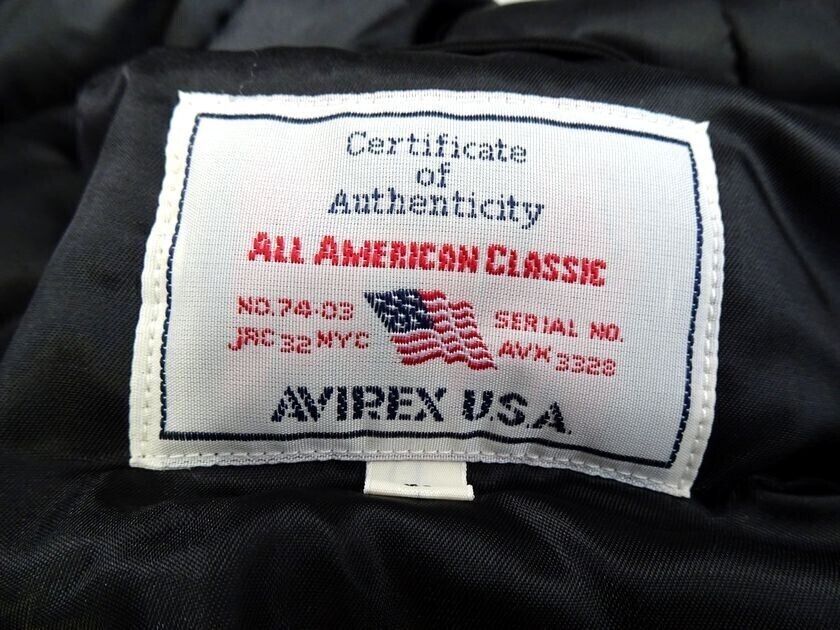 Certificate
of
Authenticity
ALL AMERICAN CLASSIC
NO.74-03
JRC 32 NYC
SERIAL NO.
AVX 3328
AVIREX U.S.A.